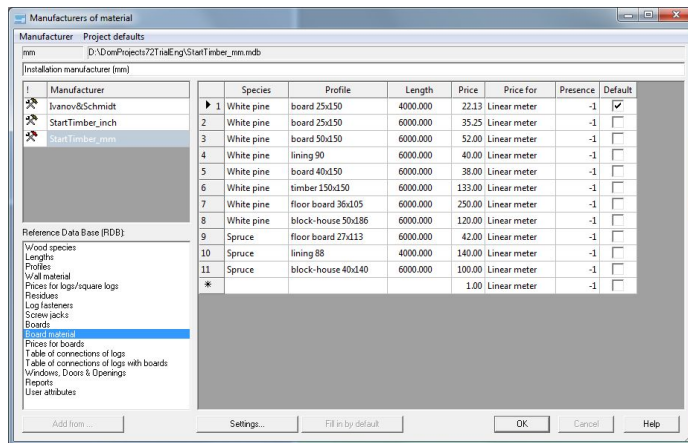 Manufacturers of material
Manufacturer Project defaults
mm D:\DomProjects72TrialEng\StartTimber_mm.mdb
Installation manufacturer (mm)
! Manufacturer
Ivanov&Schmidt
StartTimber_inch
StartTimber_mm
Reference Data Base (RDB):
Wood species
Lengths
Profiles
Wall material
Prices for logs/square logs
Residues
Log fasteners
Screw jacks
Boards
Board material
Prices for boards
Table of connections of logs
Table of connections of logs with boards
Windows, Doors & Openings
Reports
User attributes
Species Profile Length Price Price for Presence Default
1 White pine board 25x150 4000.000 22.13 Linear meter -1
2 White pine board 25x150 6000.000 35.25 Linear meter -1
3 White pine board 50x150 6000.000 52.00 Linear meter -1
4 White pine lining 90 6000.000 40.00 Linear meter -1
5 White pine board 40x150 6000.000 38.00 Linear meter -1
6 White pine timber 150x150 6000.000 133.00 Linear meter -1
7 White pine floor board 36x105 6000.000 250.00 Linear meter -1
8 White pine block-house 50x186 6000.000 120.00 Linear meter -1
9 Spruce floor board 27x113 6000.000 42.00 Linear meter -1
10 Spruce lining 88 4000.000 140.00 Linear meter -1
11 Spruce block-house 40x140 6000.000 100.00 Linear meter -1
* 1.00 Linear meter -1
Add from ... Settings... Fill in by default OK Cancel Help